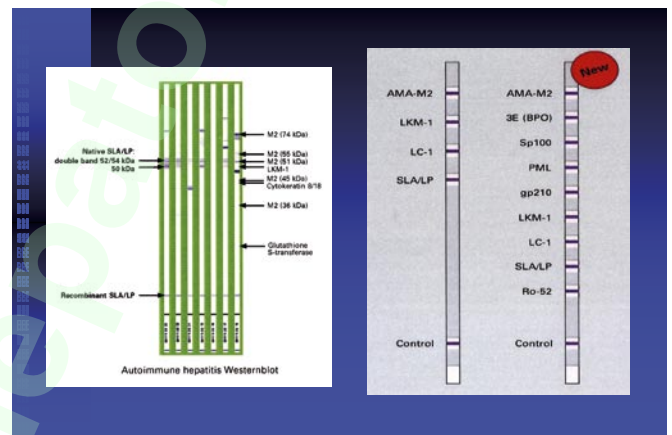 Native SLA/LP:
double band 52/54 kDa
50 kDa
Recombinant SLA/LP
M2 (74 kDa)
M2 (55 kDa)
M2 (51 kDa)
LKM-1
M2 (45 kDa)
Cytokeratin 8/18
M2 (36 kDa)
Glutathione
S-transferase
Autoimmune hepatitis Westernblot
AMA-M2
LKM-1
LC-1
SLA/LP
Control
New
AMA-M2
3E (BPO)
Sp100
PML
gp210
LKM-1
LC-1
SLA/LP
Ro-52
Control